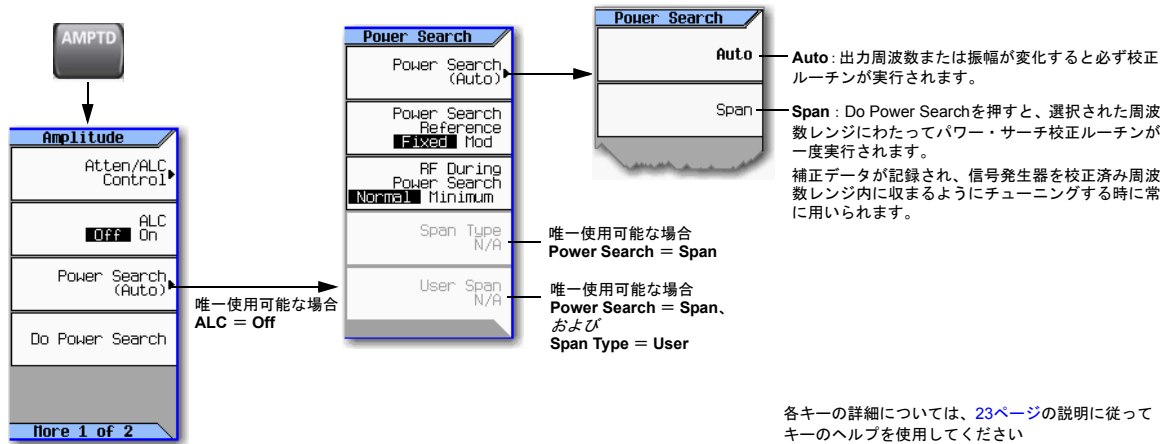 AMPTD
Amplitude
Atten/ALC
Control
ALC
Off On
Power Search
(Auto)
Do Power Search
More 1 of 2
唯一使用可能な場合
ALC = Off
Power Search
Power Search
(Auto)
Power Search
Reference
Fixed Mod
RF During
Power Search
Normal Minimum
Span Type
N/A
User Span
N/A
唯一使用可能な場合
Power Search = Span
唯一使用可能な場合
Power Search = Span、
および
Span Type = User
Power Search
Auto
Span
Auto：出力周波数または振幅が変化すると必ず校正
ルーチンが実行されます。
Span：Do Power Searchを押すと、選択された周波
数レンジにわたってパワー・サーチ校正ルーチンが
一度実行されます。
補正データが記録され、信号発生器を校正済み周波
数レンジ内に収まるようにチューニングする時に常
に用いられます。
各キーの詳細については、23ページの説明に従って
キーのヘルプを使用してください